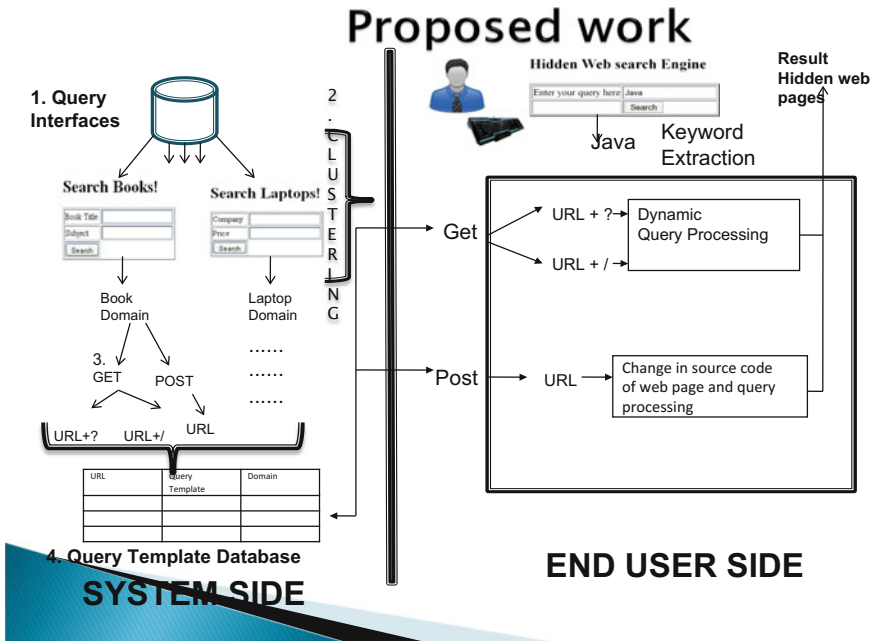 Proposed work
1. Query
Interfaces
2
.
C
L
U
S
T
E
R
I
N
G
Search Books!
Book Title
Subject
Search
Search Laptops!
Company
Price
Search
Book
Domain
Laptop
Domain
3.
GET
POST
......
......
......
URL+?
URL+/
URL
URL
Query
Template
Domain
4. Query Template Database
SYSTEM SIDE
Hidden Web search Engine
Enter your query here
Java
Search
Java
Keyword
Extraction
Result
Hidden web
pages
Get
URL + ?
URL + /
Dynamic
Query Processing
Post
URL
Change in source code
of web page and query
processing
END USER SIDE